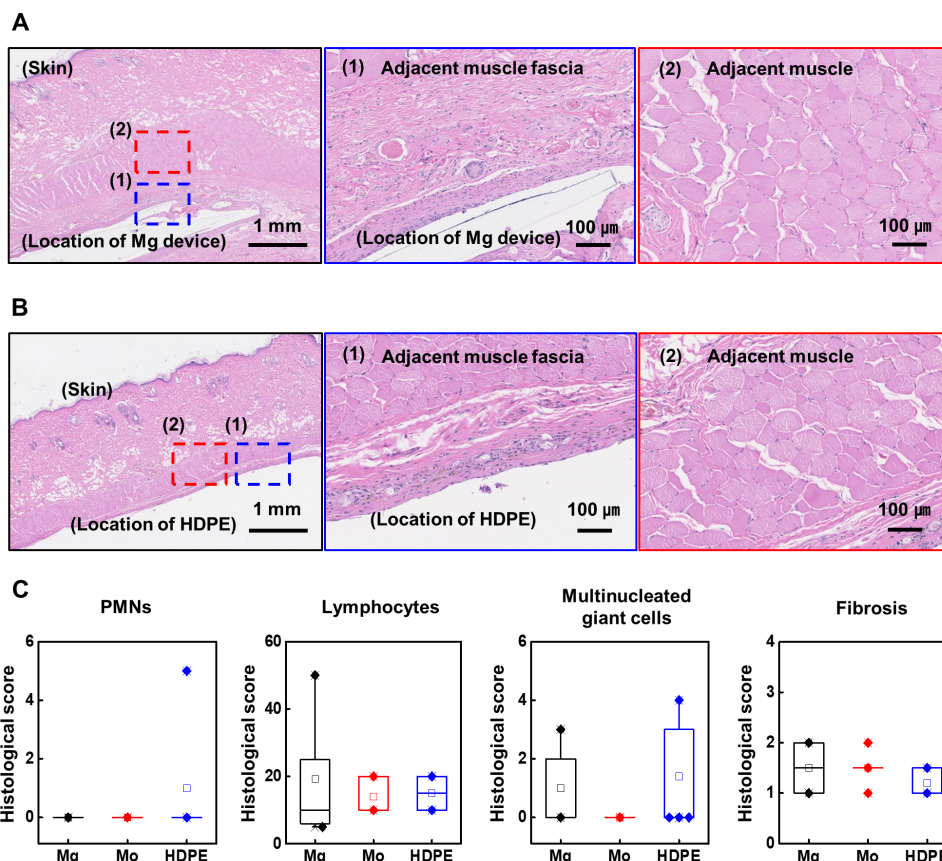 A
(Skin)
(2)
(1)
(Location of Mg device)
1 mm
(1) Adjacent muscle fascia
(Location of Mg device)
100 μm
(2) Adjacent muscle
100 μm
B
(Skin)
(2) (1)
(Location of HDPE)
1 mm
(1) Adjacent muscle fascia
(Location of HDPE)
100 μm
(2) Adjacent muscle
100 μm
C
PMNs
Histological score
6
4
2
0
Mg Mo HDPE
Lymphocytes
Histological score
60
40
20
0
Mg Mo HDPE
Multinucleated
giant cells
Histological score
6
4
2
0
Mg Mo HDPE
Fibrosis
Histological score
4
3
2
1
0
Mg Mo HDPE